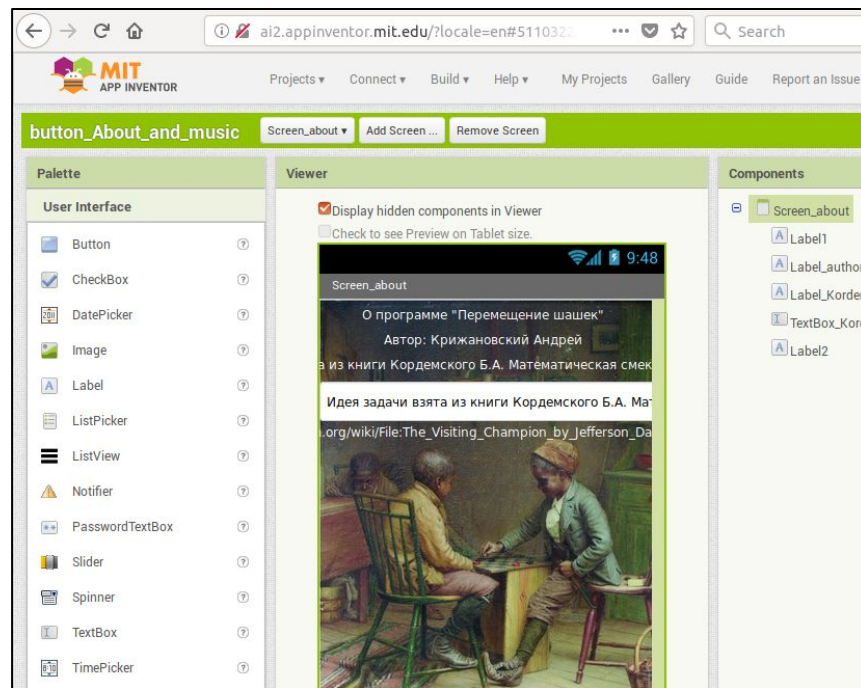 ai2.appinventor.mit.edu/?locale=en#5110322
Search
MIT
APP INVENTOR
Projects
Connect
Build
Help
My Projects
Gallery
Guide
Report an Issue
button_About_and_music
Screen_about
Add Screen ...
Remove Screen
Palette
Viewer
Components
User Interface
Button
CheckBox
DatePicker
Image
Label
ListPicker
ListView
Notifier
PasswordTextBox
Slider
Spinner
TextBox
TimePicker
Display hidden components in Viewer
Check to see Preview on Tablet size.
9:48
Screen_about
О программе "Перемещение шашек"
Автор: Крижановский Андрей
а из книги Кордемского Б.А. Математическая смек
Идея задачи взята из книги Кордемского Б.А. Мат
.org/wiki/File:The_Visiting_Champion_by_Jefferson_Da
Screen_about
Label1
Label_author
Label_Korde
TextBox_Kor
Label2